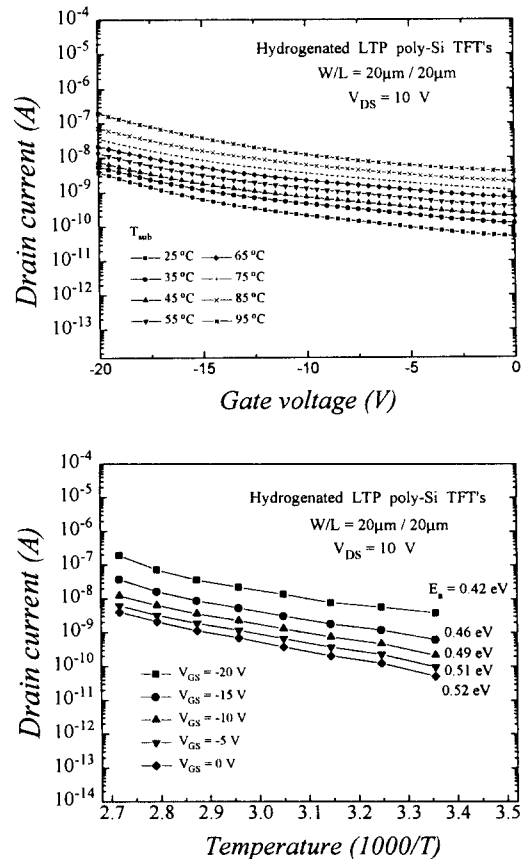 10⁻⁴
10⁻⁵
10⁻⁶
10⁻⁷
10⁻⁸
10⁻⁹
10⁻¹⁰
10⁻¹¹
10⁻¹²
10⁻¹³
Drain current (A)
Hydrogenated LTP poly-Si TFT's
W/L = 20μm / 20μm
V_DS = 10 V
T_sub
25 °C 65 °C
35 °C 75 °C
45 °C 85 °C
55 °C 95 °C
-20 -15 -10 -5 0
Gate voltage (V)
10⁻⁴
10⁻⁵
10⁻⁶
10⁻⁷
10⁻⁸
10⁻⁹
10⁻¹⁰
10⁻¹¹
10⁻¹²
10⁻¹³
10⁻¹⁴
Drain current (A)
Hydrogenated LTP poly-Si TFT's
W/L = 20μm / 20μm
V_DS = 10 V
E_a = 0.42 eV
0.46 eV
0.49 eV
0.51 eV
0.52 eV
V_GS = -20 V
V_GS = -15 V
V_GS = -10 V
V_GS = -5 V
V_GS = 0 V
2.7 2.8 2.9 3.0 3.1 3.2 3.3 3.4 3.5
Temperature (1000/T)